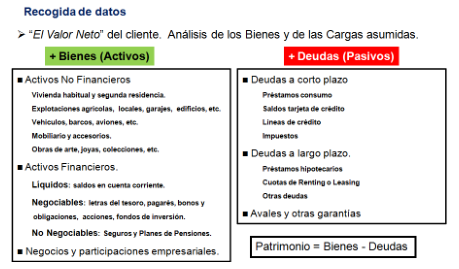 Recogida de datos
➢ “El Valor Neto” del cliente. Análisis de los Bienes y de las Cargas asumidas.
+ Bienes (Activos)
■ Activos No Financieros
Vivienda habitual y segunda residencia.
Explotaciones agrícolas, locales, garajes, edificios, etc.
Vehículos, barcos, aviones, etc.
Mobiliario y accesorios.
Obras de arte, joyas, colecciones, etc.
■ Activos Financieros.
Líquidos: saldos en cuenta corriente.
Negociables: letras del tesoro, pagarés, bonos y
obligaciones, acciones, fondos de inversión.
No Negociables: Seguros y Planes de Pensiones.
■ Negocios y participaciones empresariales.
+ Deudas (Pasivos)
■ Deudas a corto plazo
Préstamos consumo
Saldos tarjeta de crédito
Líneas de crédito
Impuestos
■ Deudas a largo plazo.
Préstamos hipotecarios
Cuotas de Renting o Leasing
Otras deudas
■ Avales y otras garantías
Patrimonio = Bienes - Deudas